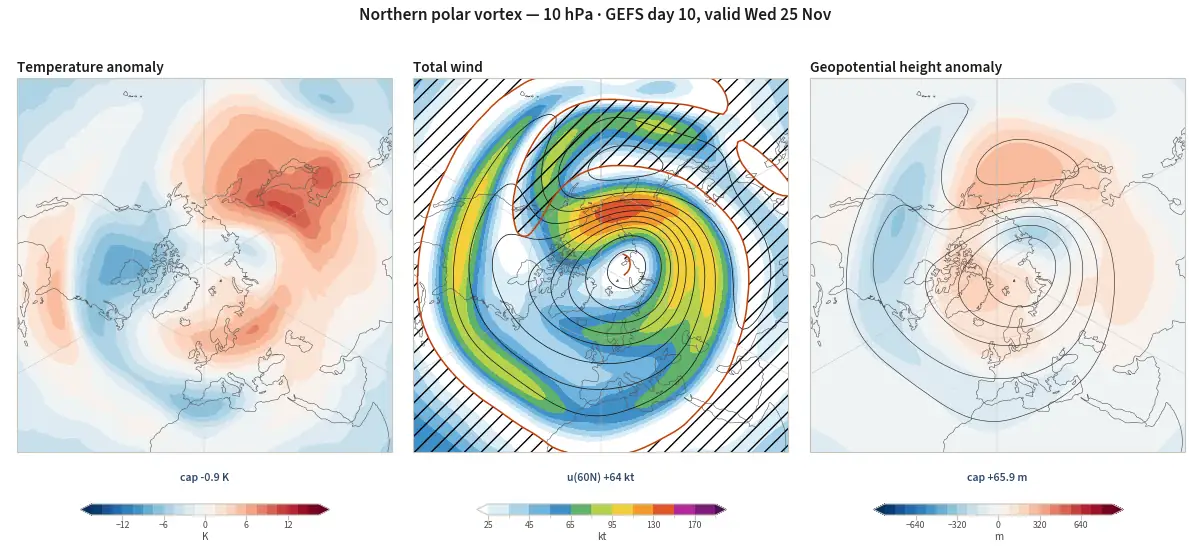 Northern polar vortex — 10 hPa · GEFS day 10, valid Wed 25 Nov
Temperature anomaly
Total wind
Geopotential height anomaly
cap -0.9 K
u(60N) +64 kt
cap +65.9 m
−12 −6 0 6 12
K
25 45 65 95 130 170
kt
−640 −320 0 320 640
m